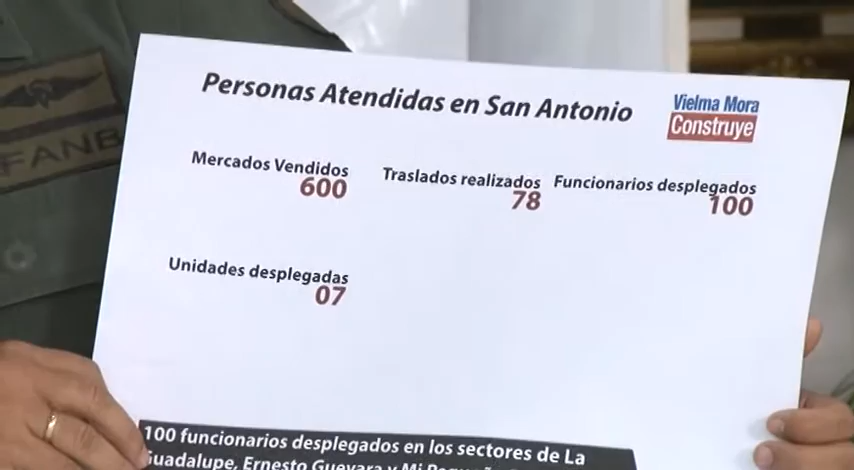 Personas Atendidas en San Antonio
Vielma Mora
Construye
Mercados Vendidos
600
Traslados realizados
78
Funcionarios desplegados
100
Unidades desplegadas
07
100 funcionarios desplegados en los sectores de La
Guadalupe, Ernesto Guevara y Mi
FANB